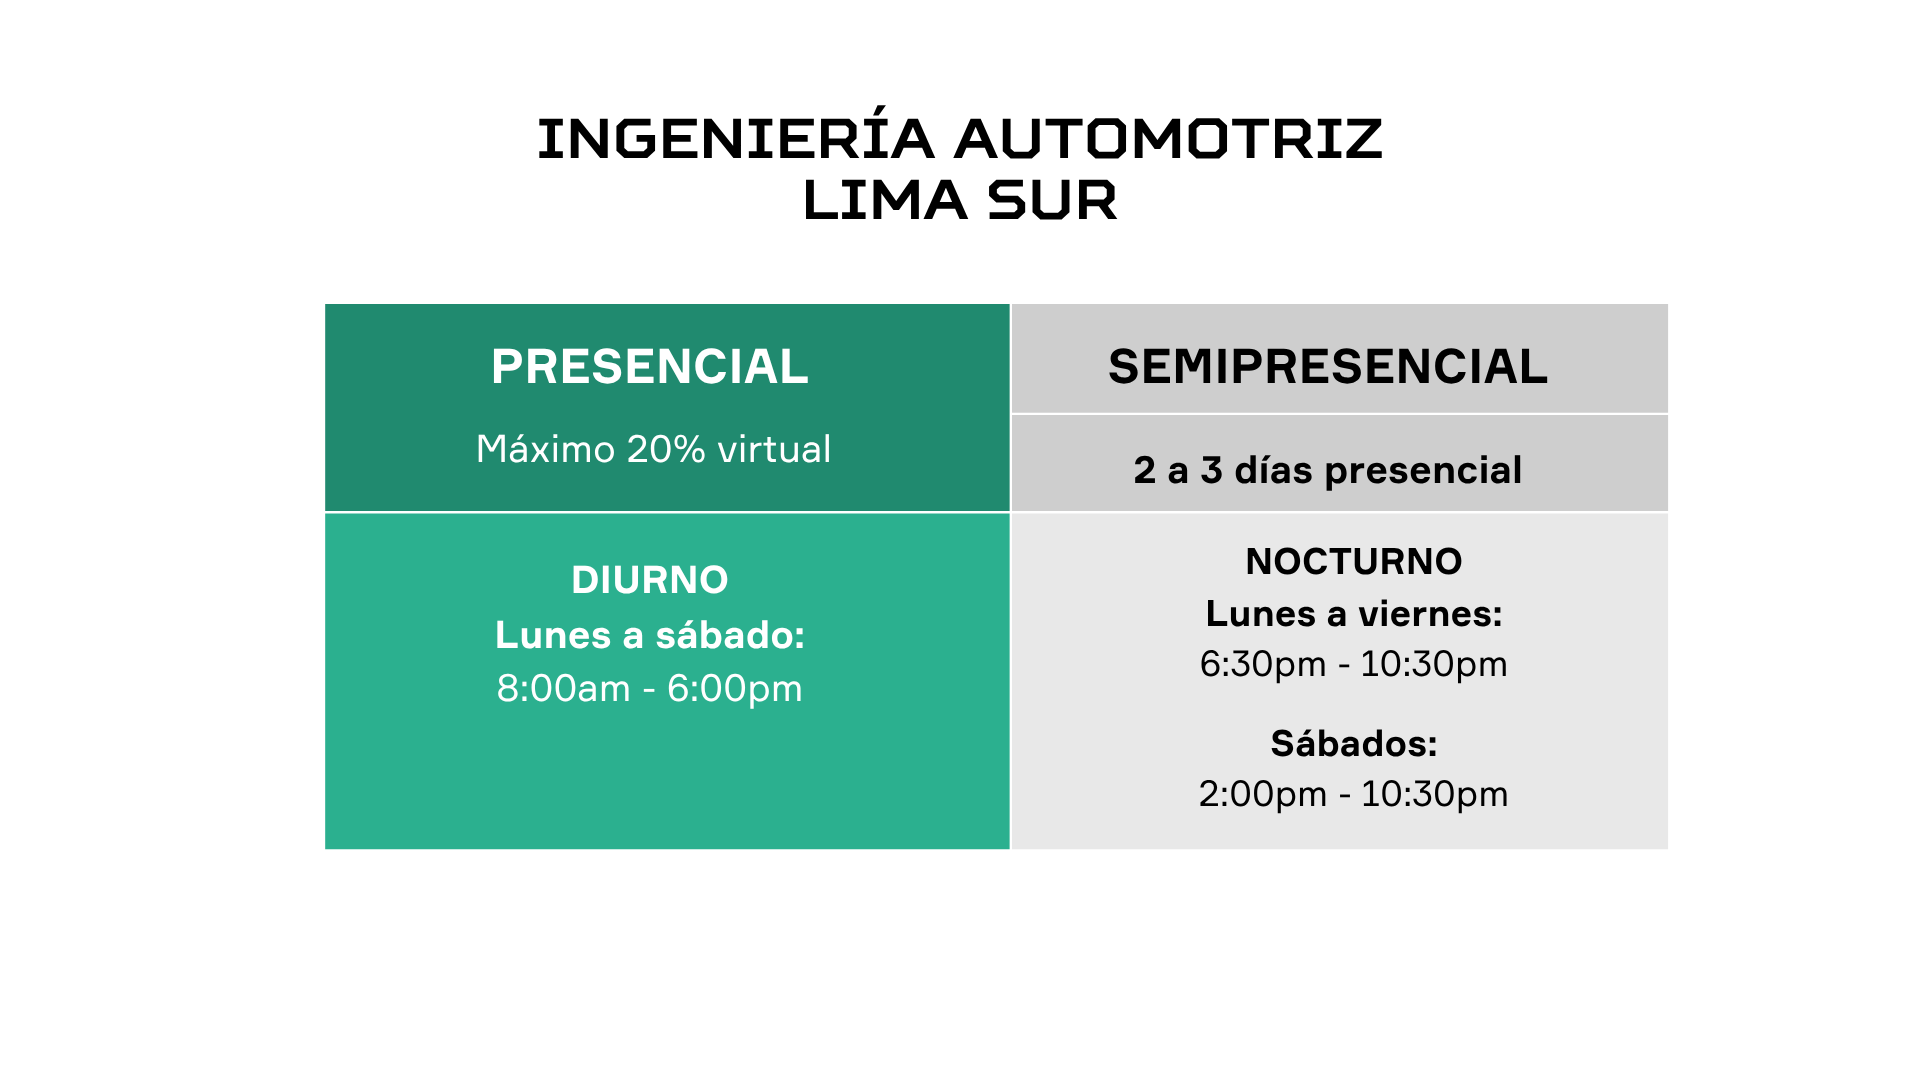 INGENIERÍA AUTOMOTRIZ
LIMA SUR
PRESENCIAL
Máximo 20% virtual
DIURNO
Lunes a sábado:
8:00am - 6:00pm
SEMIPRESENCIAL
2 a 3 días presencial
NOCTURNO
Lunes a viernes:
6:30pm - 10:30pm
Sábados:
2:00pm - 10:30pm